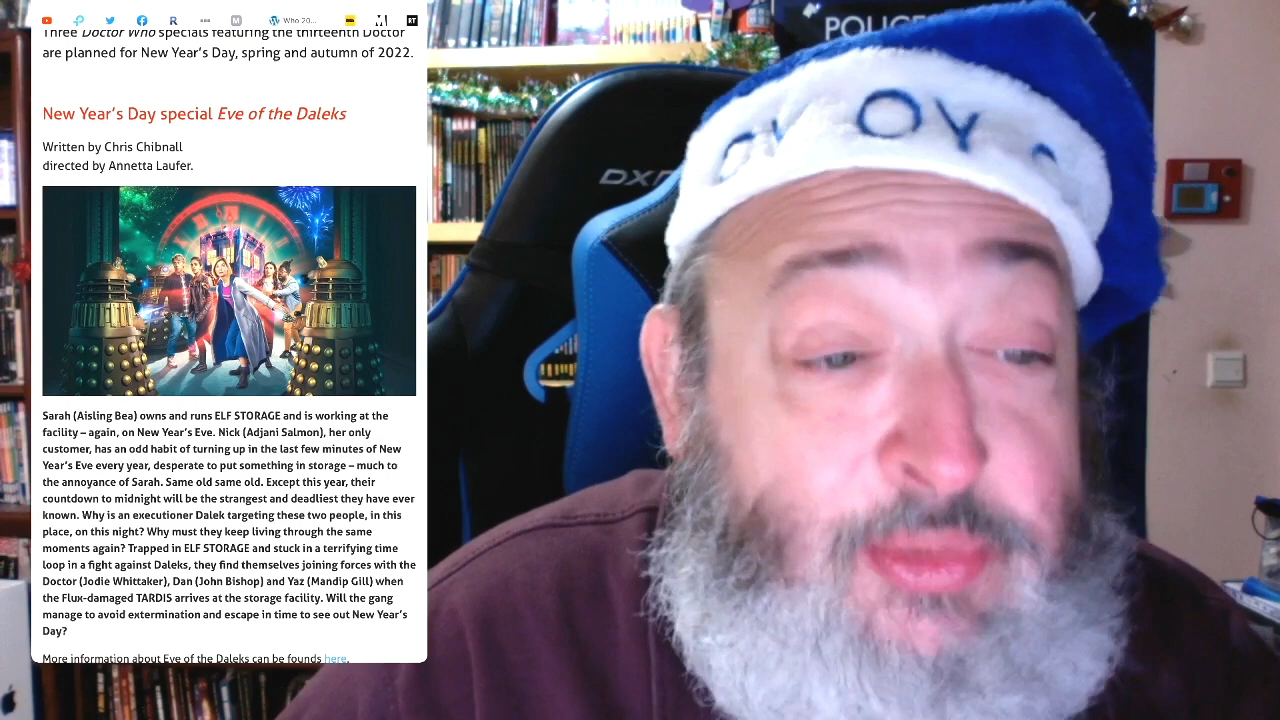 Who 20...
RT
Three Doctor Who specials featuring the thirteenth Doctor
are planned for New Year's Day, spring and autumn of 2022.
New Year's Day special Eve of the Daleks
Written by Chris Chibnall
directed by Annetta Laufer.
Sarah (Aisling Bea) owns and runs ELF STORAGE and is working at the
facility – again, on New Year's Eve. Nick (Adjani Salmon), her only
customer, has an odd habit of turning up in the last few minutes of New
Year's Eve every year, desperate to put something in storage – much to
the annoyance of Sarah. Same old same old. Except this year, their
countdown to midnight will be the strangest and deadliest they have ever
known. Why is an executioner Dalek targeting these two people, in this
place, on this night? Why must they keep living through the same
moments again? Trapped in ELF STORAGE and stuck in a terrifying time
loop in a fight against Daleks, they find themselves joining forces with the
Doctor (Jodie Whittaker), Dan (John Bishop) and Yaz (Mandip Gill) when
the Flux-damaged TARDIS arrives at the storage facility. Will the gang
manage to avoid extermination and escape in time to see out New Year's
Day?
More information about Eve of the Daleks can be founds here.
POLICE
OY